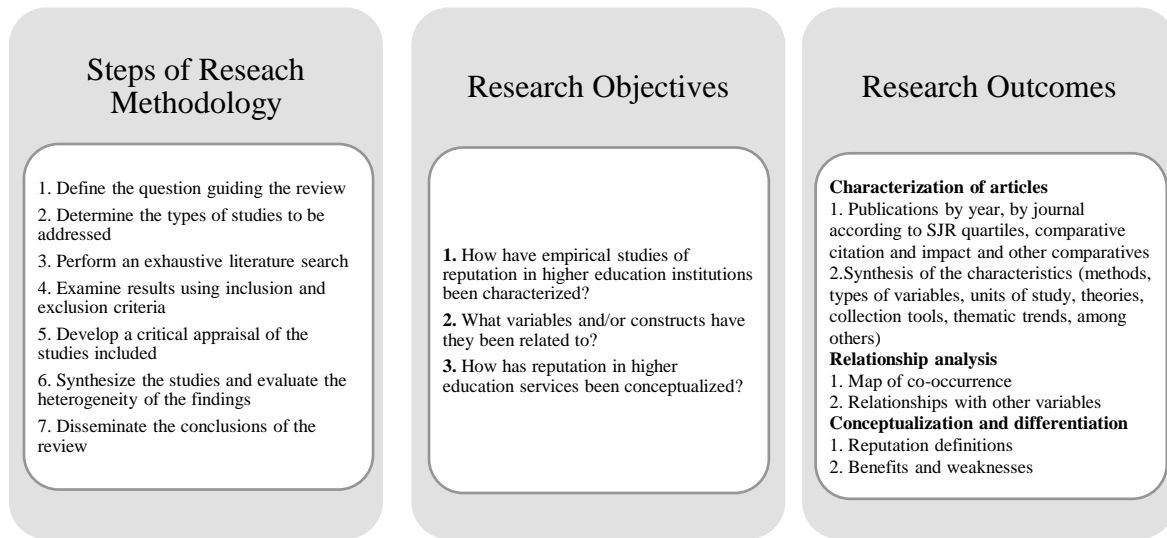 Steps of Reseach
Methodology
1. Define the question guiding the review
2. Determine the types of studies to be
addressed
3. Perform an exhaustive literature search
4. Examine results using inclusion and
exclusion criteria
5. Develop a critical appraisal of the
studies included
6. Synthesize the studies and evaluate the
heterogeneity of the findings
7. Disseminate the conclusions of the
review
Research Objectives
1. How have empirical studies of
reputation in higher education institutions
been characterized?
2. What variables and/or constructs have
they been related to?
3. How has reputation in higher
education services been conceptualized?
Research Outcomes
Characterization of articles
1. Publications by year, by journal
according to SJR quartiles, comparative
citation and impact and other comparatives
2.Synthesis of the characteristics (methods,
types of variables, units of study, theories,
collection tools, thematic trends, among
others)
Relationship analysis
1. Map of co-occurrence
2. Relationships with other variables
Conceptualization and differentiation
1. Reputation definitions
2. Benefits and weaknesses